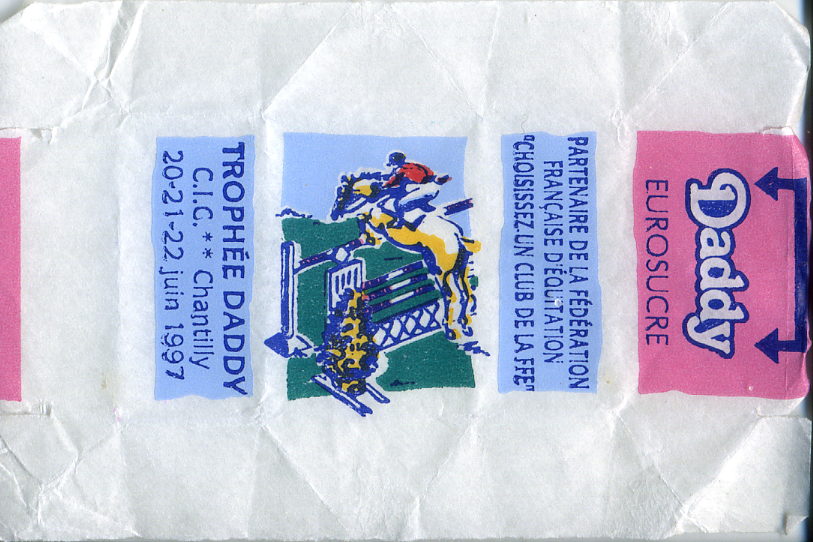 Daddy
EUROSUCRE
PARTENAIRE DE LA FÉDÉRATION
FRANÇAISE D'ÉQUITATION
"CHOISISSEZ UN CLUB DE LA FFE"
TROPHÉE DADDY
C.I.C. ** Chantilly
20-21-22 juin 1997